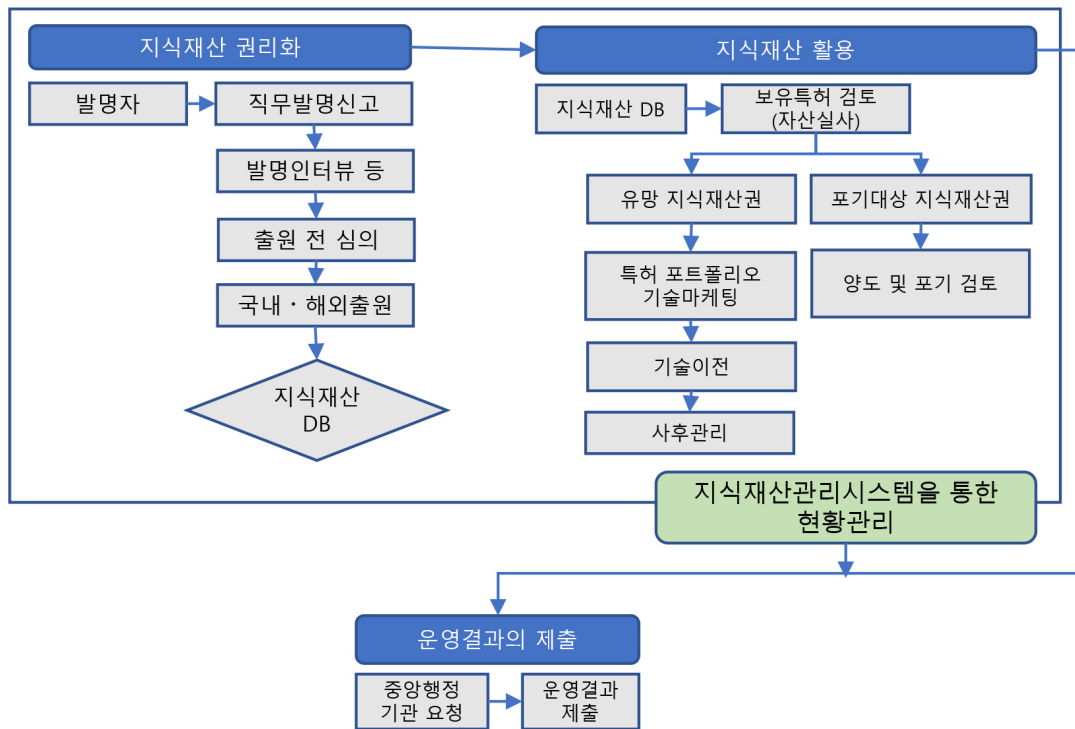 지식재산 권리화
발명자
직무발명신고
발명인터뷰 등
출원 전 심의
국내 · 해외출원
지식재산
DB
지식재산 활용
지식재산 DB
보유특허 검토
(자산실사)
유망 지식재산권
포기대상 지식재산권
특허 포트폴리오
기술마케팅
양도 및 포기 검토
기술이전
사후관리
지식재산관리시스템을 통한
현황관리
운영결과의 제출
중앙행정
기관 요청
운영결과
제출